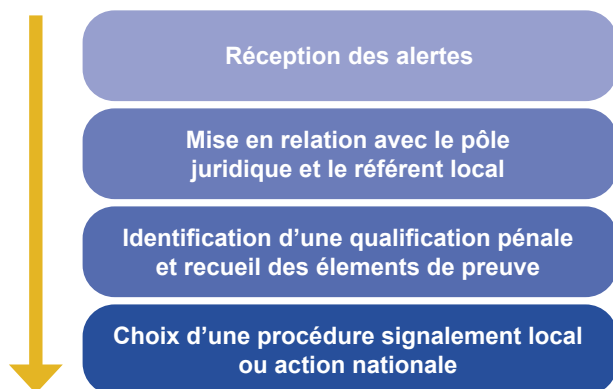 Réception des alertes
Mise en relation avec le pôle
juridique et le référent local
Identification d’une qualification pénale
et recueil des élements de preuve
Choix d’une procédure signalement local
ou action nationale